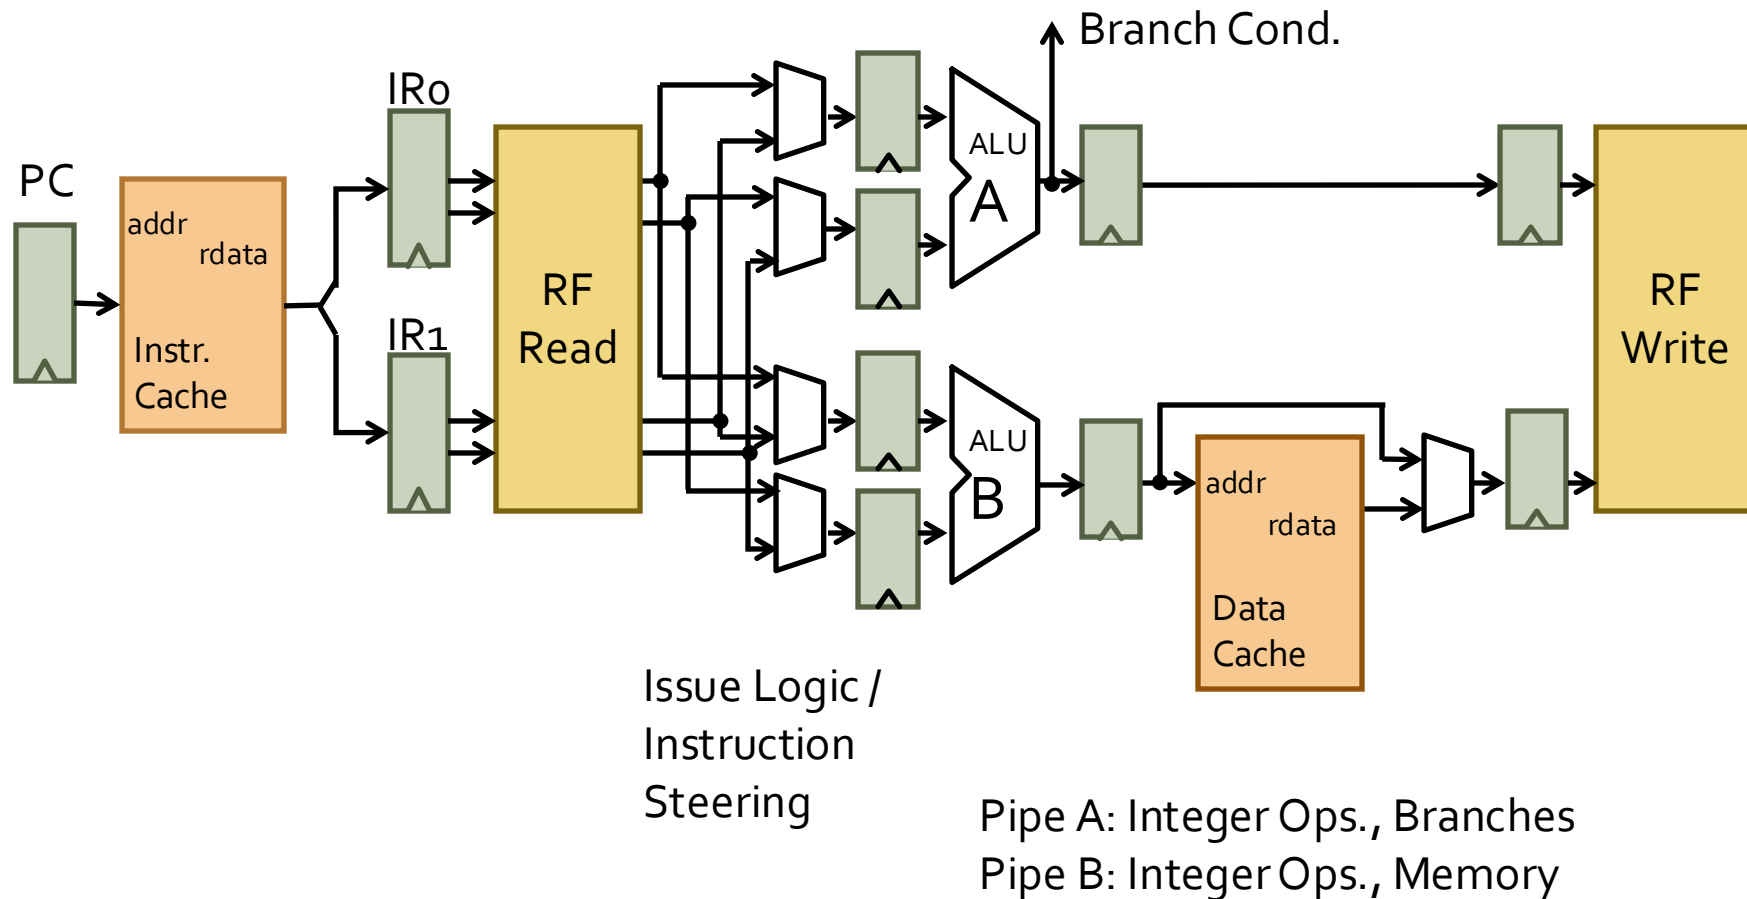 Branch Cond.
IR0
PC
addr
rdata
Instr.
Cache
IR1
RF
Read
ALU
A
ALU
B
addr
rdata
Data
Cache
RF
Write
Issue Logic /
Instruction
Steering
Pipe A: Integer Ops., Branches
Pipe B: Integer Ops., Memory